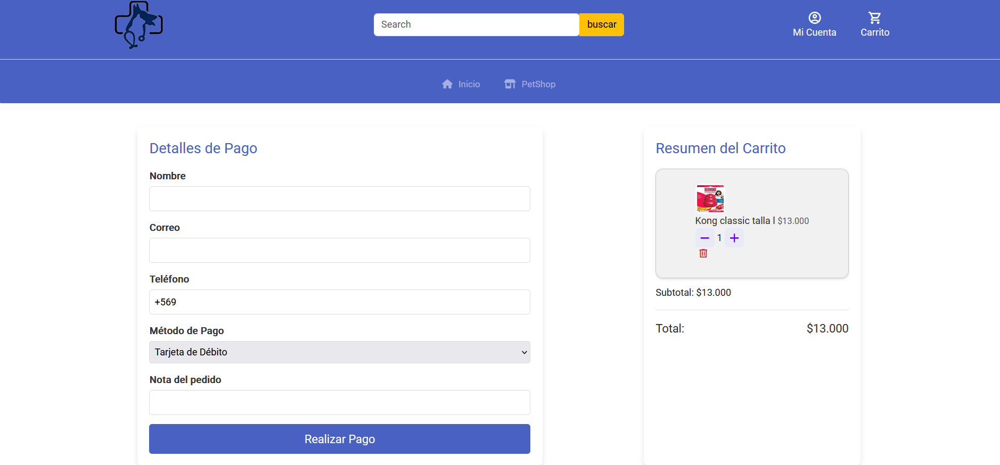 Search
buscar
Mi Cuenta
Carrito
Inicio
PetShop
Detalles de Pago
Nombre
Correo
Teléfono
+569
Método de Pago
Tarjeta de Débito
Nota del pedido
Realizar Pago
Resumen del Carrito
KONG
Kong classic talla l $13.000
1
Subtotal: $13.000
Total: $13.000